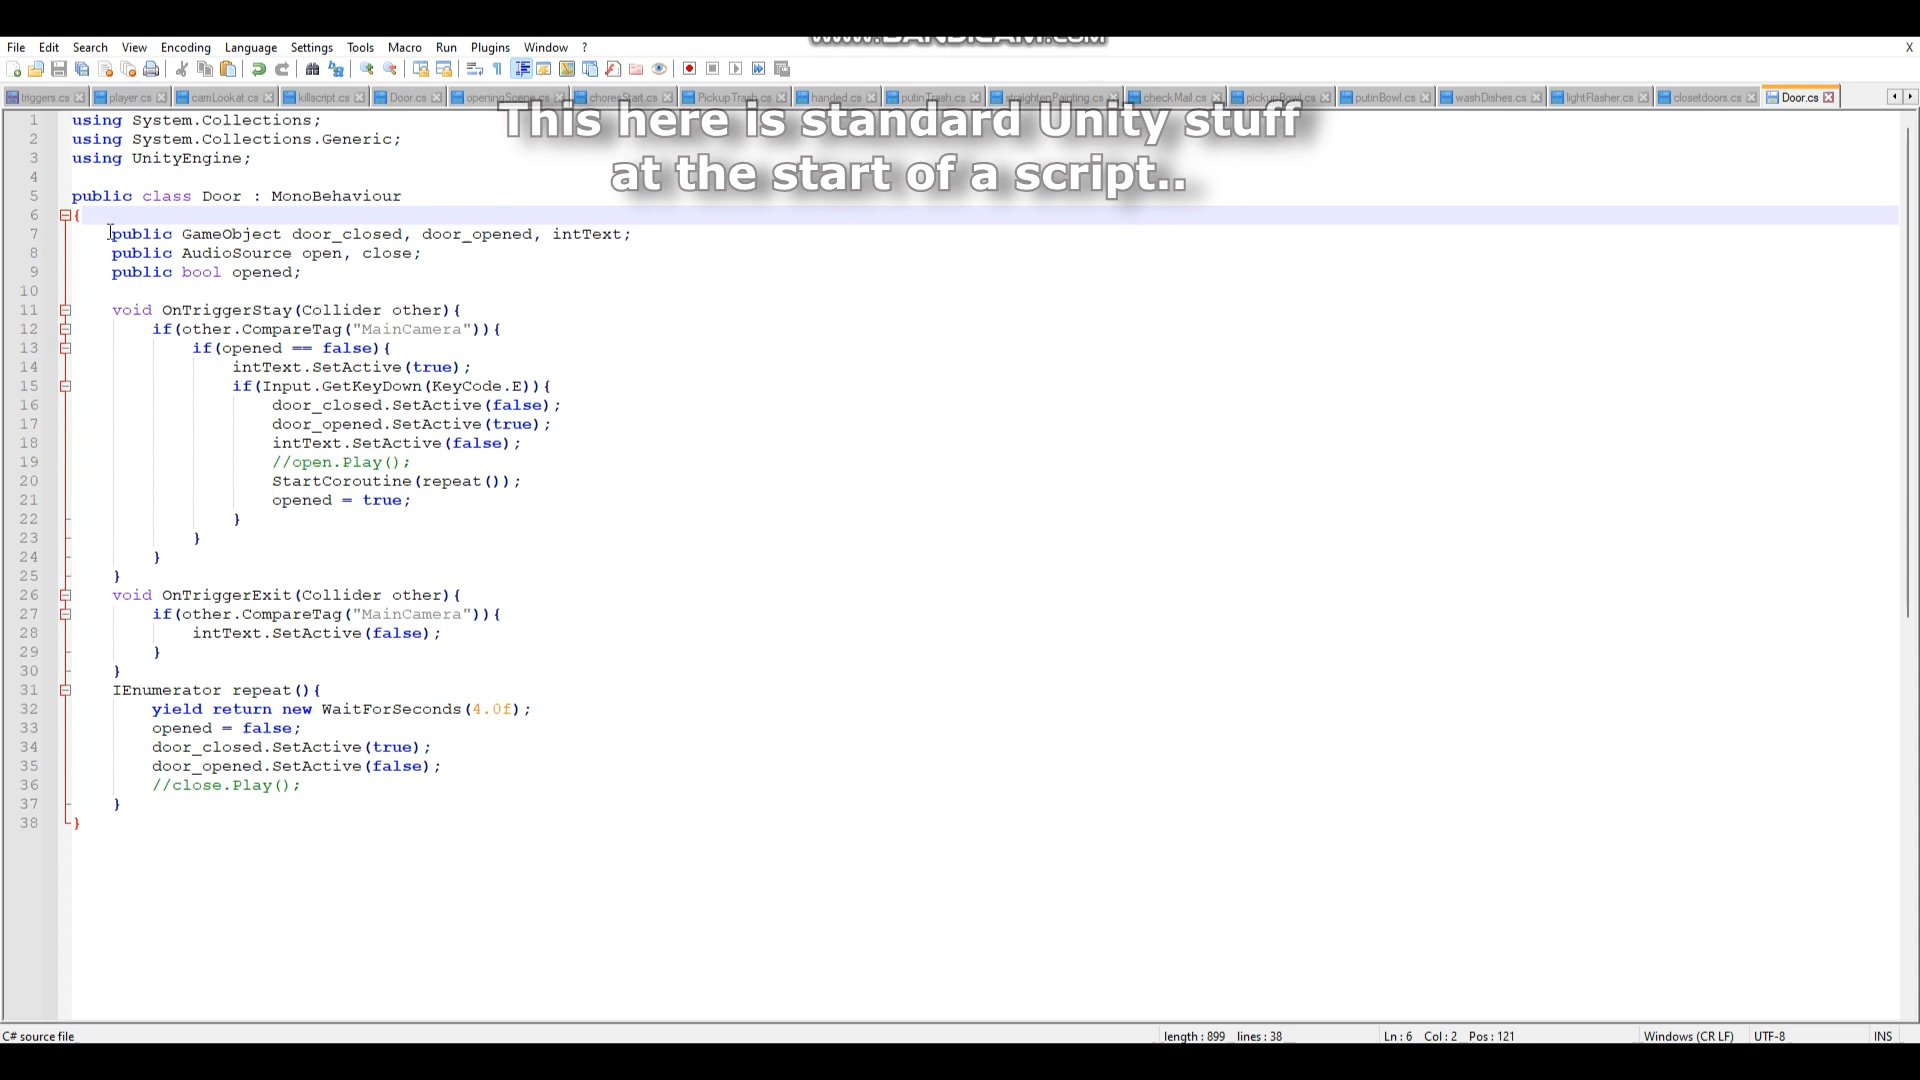 www.BANDICAM.com
File Edit Search View Encoding Language Settings Tools Macro Run Plugins Window ? X
triggers.cs player.cs camLookat.cs killscript.cs Door.cs openingScene.cs choresStart.cs PickupTrash.cs handed.cs putinTrash.cs straightenPainting.cs checkMail.cs pickupBowl.cs putinBowl.cs washDishes.cs lightFlasher.cs closetdoors.cs Door.cs
This here is standard Unity stuff
at the start of a script..
1 using System.Collections;
2 using System.Collections.Generic;
3 using UnityEngine;
4
5 public class Door : MonoBehaviour
6 {
7 public GameObject door_closed, door_opened, intText;
8 public AudioSource open, close;
9 public bool opened;
10
11 void OnTriggerStay(Collider other){
12 if(other.CompareTag("MainCamera")){
13 if(opened == false){
14 intText.SetActive(true);
15 if(Input.GetKeyDown(KeyCode.E)){
16 door_closed.SetActive(false);
17 door_opened.SetActive(true);
18 intText.SetActive(false);
19 //open.Play();
20 StartCoroutine(repeat());
21 opened = true;
22 }
23 }
24 }
25 }
26 void OnTriggerExit(Collider other){
27 if(other.CompareTag("MainCamera")){
28 intText.SetActive(false);
29 }
30 }
31 IEnumerator repeat(){
32 yield return new WaitForSeconds(4.0f);
33 opened = false;
34 door_closed.SetActive(true);
35 door_opened.SetActive(false);
36 //close.Play();
37 }
38 }
C# source file length : 899 lines : 38 Ln : 6 Col : 2 Pos : 121 Windows (CR LF) UTF-8 INS